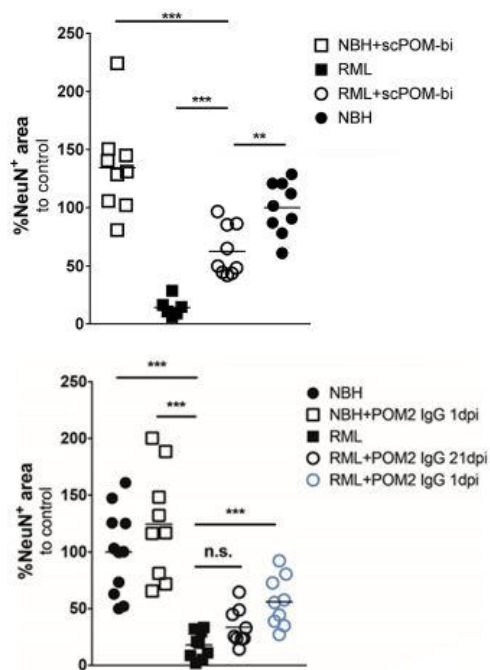 ***
250
200
150
100
50
0
%NeuN⁺ area
to control
***
**
NBH+scPOM-bi
RML
RML+scPOM-bi
NBH
***
250
200
150
100
50
0
%NeuN⁺ area
to control
***
***
n.s.
NBH
NBH+POM2 IgG 1dpi
RML
RML+POM2 IgG 21dpi
RML+POM2 IgG 1dpi